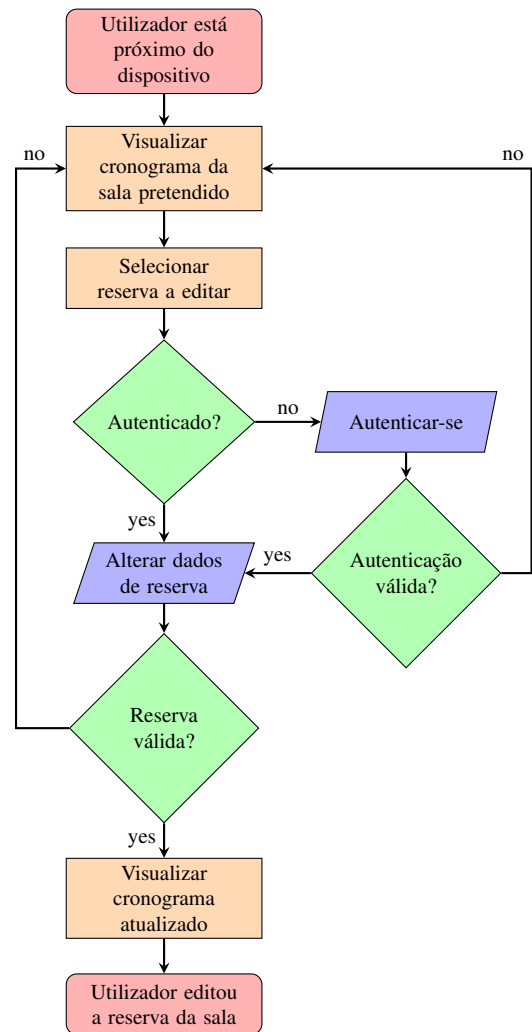 Utilizador está
próximo do
dispositivo
no
Visualizar
cronograma da
sala pretendido
no
Selecionar
reserva a editar
Autenticado?
no
Autenticar-se
yes
Alterar dados
de reserva
yes
Autenticação
válida?
Reserva
válida?
yes
Visualizar
cronograma
atualizado
Utilizador editou
a reserva da sala